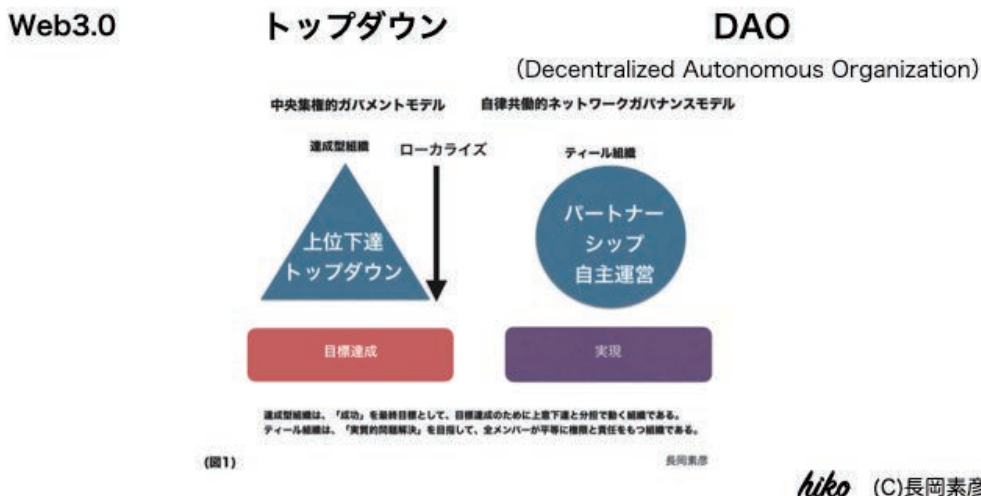 Web3.0
トップダウン
DAO
（Decentralized Autonomous Organization）
中央集権的ガバメントモデル
自律共働的ネットワークガバナンスモデル
達成型組織
ローカライズ
ティール組織
上位下達
トップダウン
パートナー
シップ
自主運営
目標達成
実現
達成型組織は、「成功」を最終目標として、目標達成のために上意下達と分担で動く組織である。
ティール組織は、「実質的問題解決」を目指して、全メンバーが平等に権限と責任をもつ組織である。
(図1)
長岡素彦
hiko (C)長岡素彦